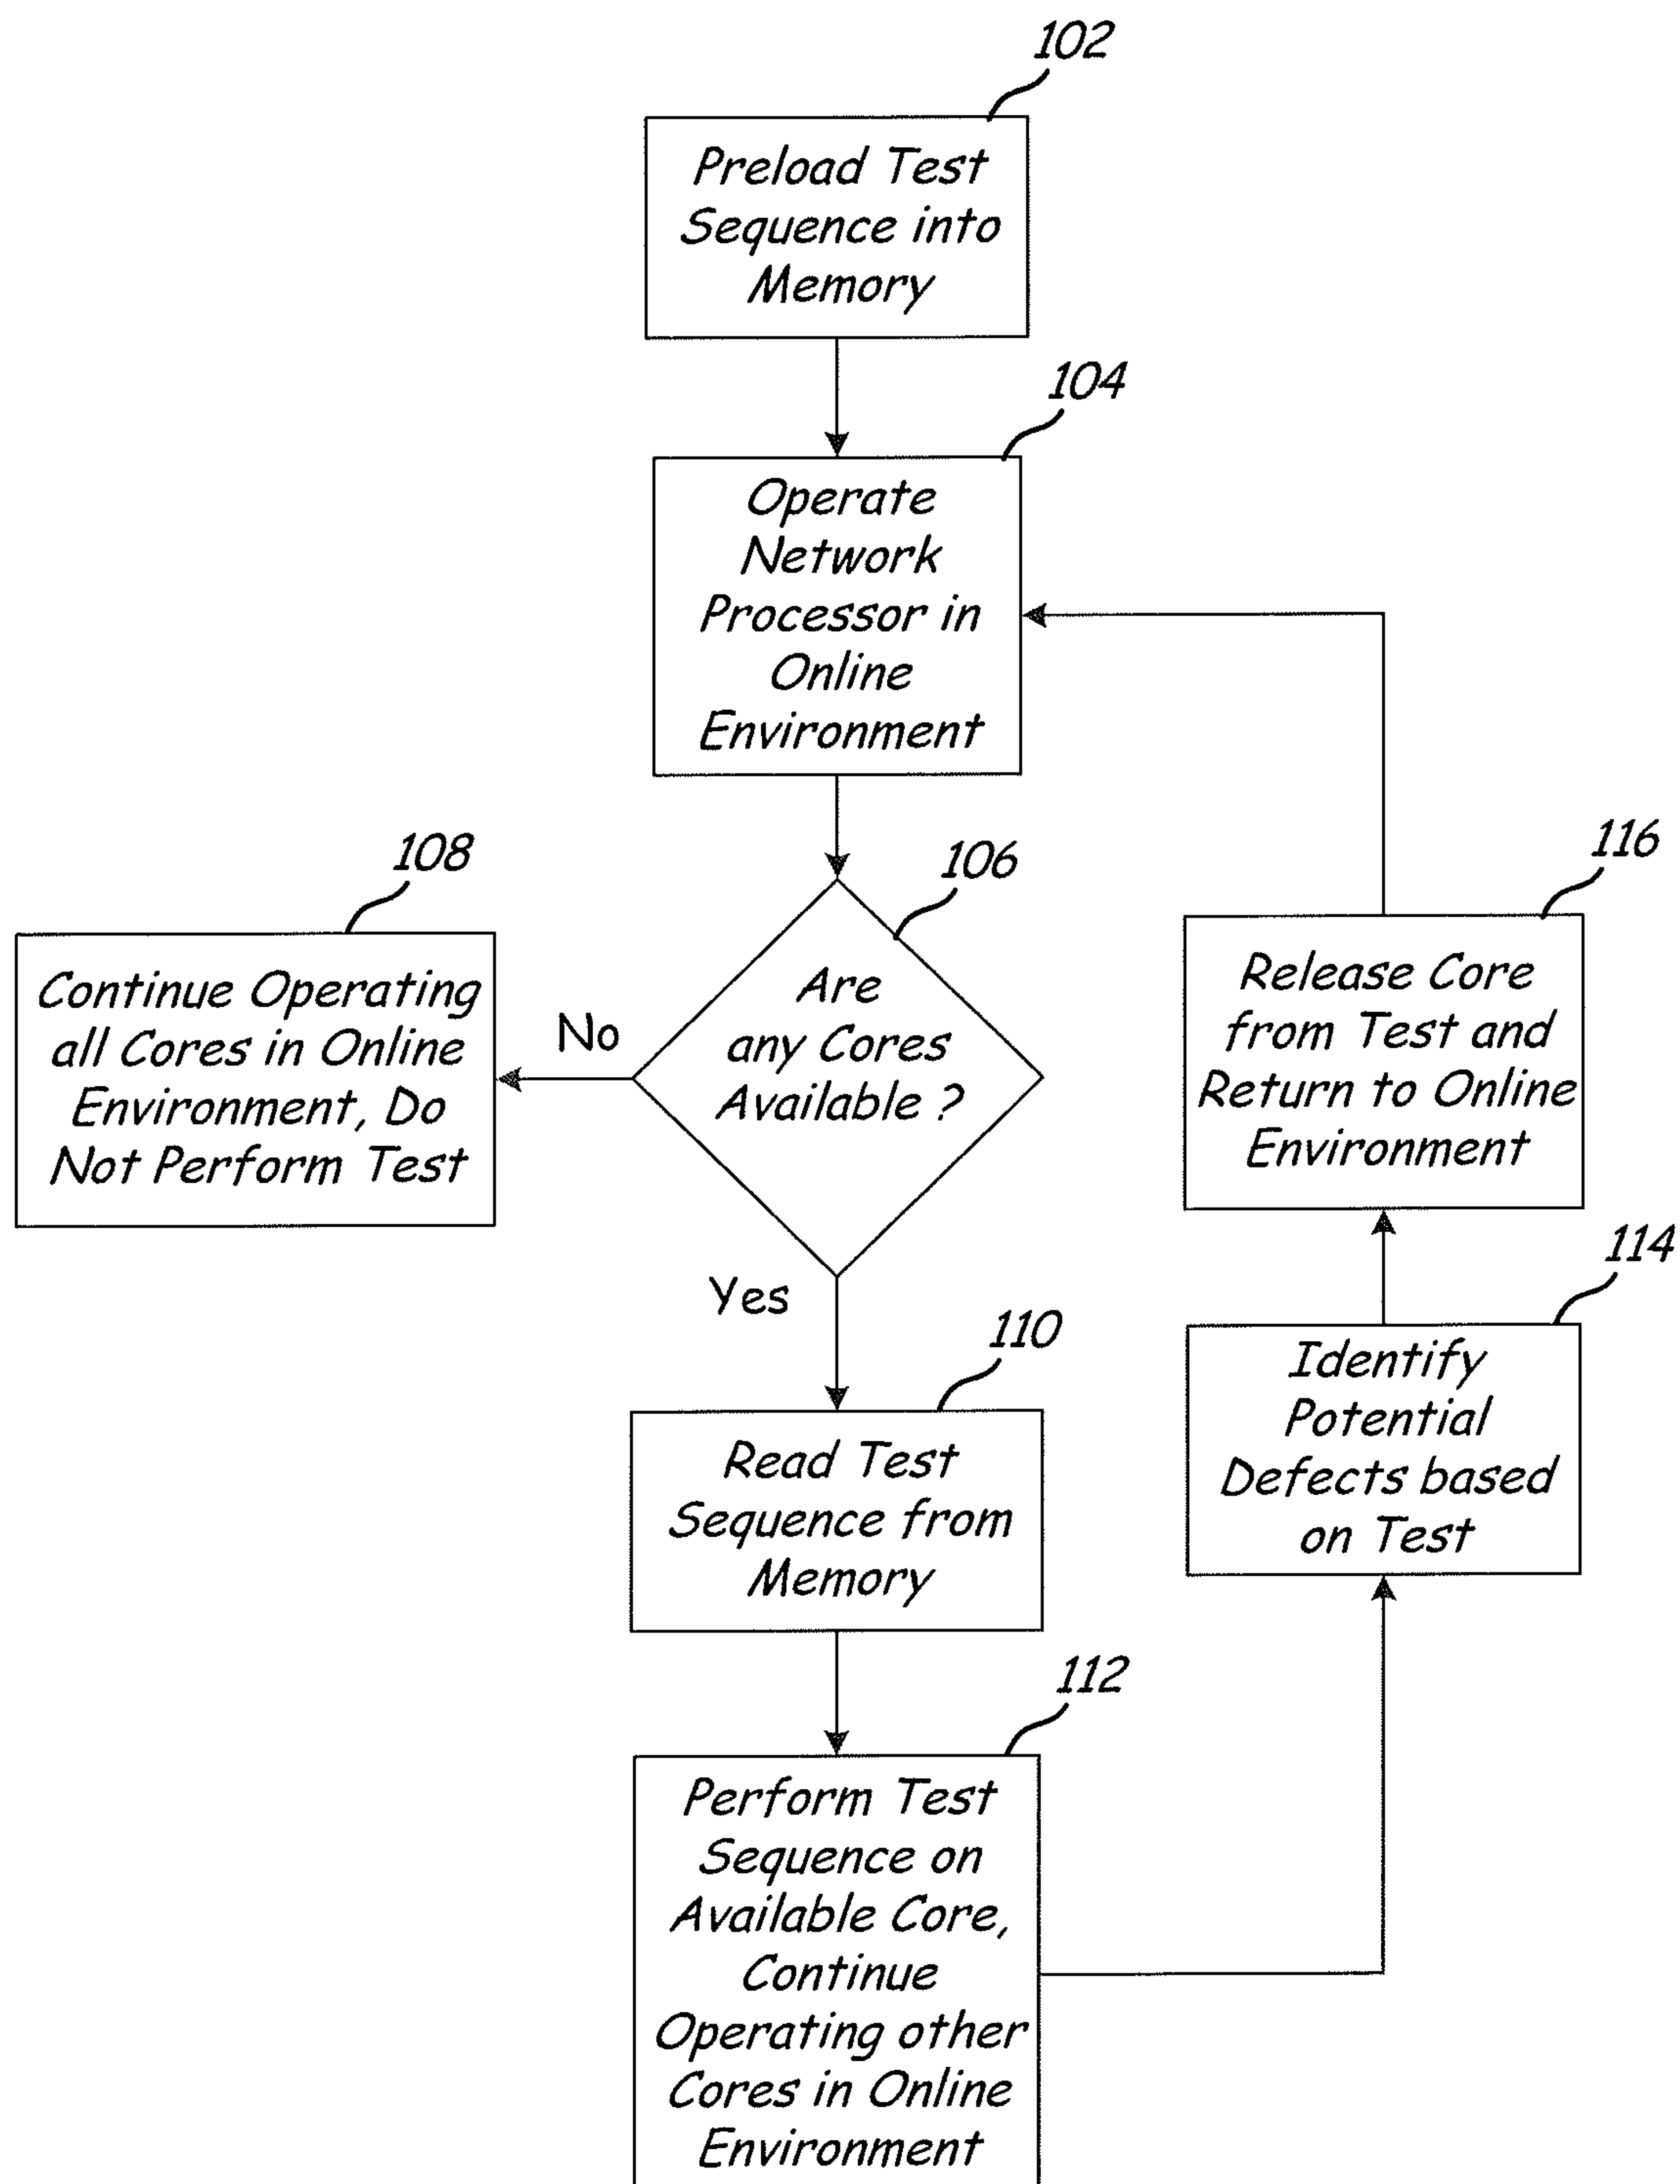 102
Preload Test
Sequence into
Memory
104
Operate
Network
Processor in
Online
Environment
106
Are
any Cores
Available ?
No
108
Continue Operating
all Cores in Online
Environment, Do
Not Perform Test
Yes
110
Read Test
Sequence from
Memory
112
Perform Test
Sequence on
Available Core,
Continue
Operating other
Cores in Online
Environment
114
Identify
Potential
Defects based
on Test
116
Release Core
from Test and
Return to Online
Environment